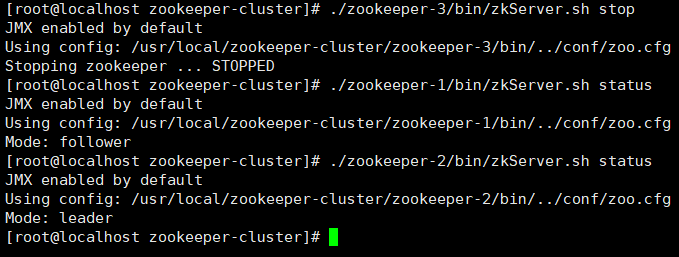 [root@localhost zookeeper-cluster]# ./zookeeper-3/bin/zkServer.sh stop
JMX enabled by default
Using config: /usr/local/zookeeper-cluster/zookeeper-3/bin/../conf/zoo.cfg
Stopping zookeeper ... STOPPED
[root@localhost zookeeper-cluster]# ./zookeeper-1/bin/zkServer.sh status
JMX enabled by default
Using config: /usr/local/zookeeper-cluster/zookeeper-1/bin/../conf/zoo.cfg
Mode: follower
[root@localhost zookeeper-cluster]# ./zookeeper-2/bin/zkServer.sh status
JMX enabled by default
Using config: /usr/local/zookeeper-cluster/zookeeper-2/bin/../conf/zoo.cfg
Mode: leader
[root@localhost zookeeper-cluster]#